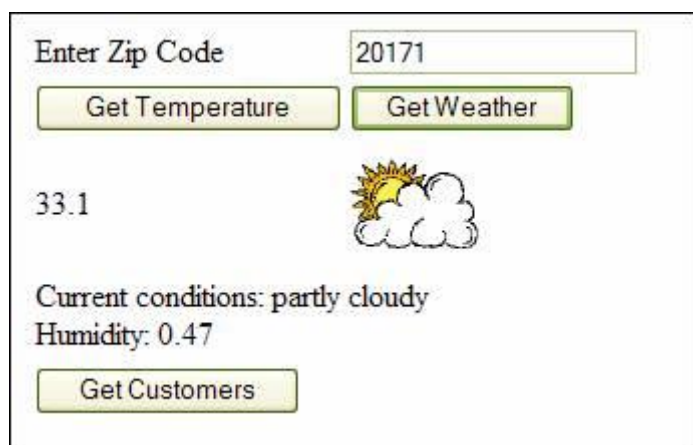 Enter Zip Code 20171
Get Temperature Get Weather
33.1
Current conditions: partly cloudy
Humidity: 0.47
Get Customers